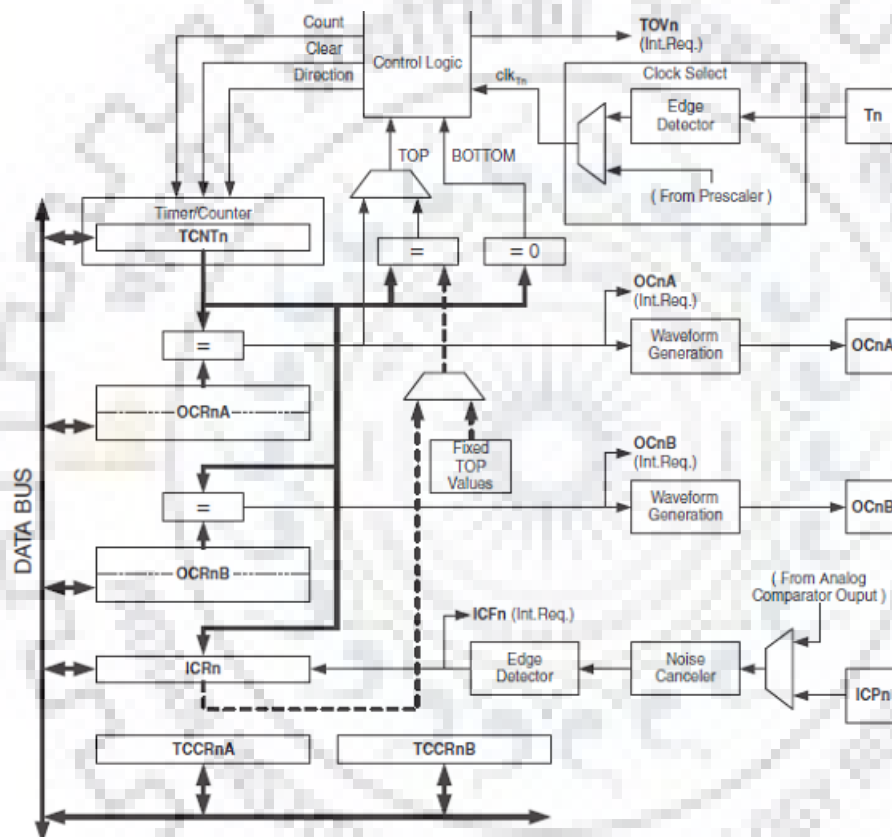 Count
Clear
Direction
Control Logic
TOVn
(Int.Req.)
clkTn
Clock Select
Edge
Detector
Tn
( From Prescaler )
TOP
BOTTOM
Timer/Counter
TCNTn
=
= 0
OCnA
(Int.Req.)
=
Waveform
Generation
OCnA
OCRnA
Fixed
TOP
Values
OCnB
(Int.Req.)
=
Waveform
Generation
OCnB
DATA BUS
OCRnB
( From Analog
Comparator Ouput )
ICFn (Int.Req.)
ICRn
Edge
Detector
Noise
Canceler
ICPn
TCCRnA
TCCRnB